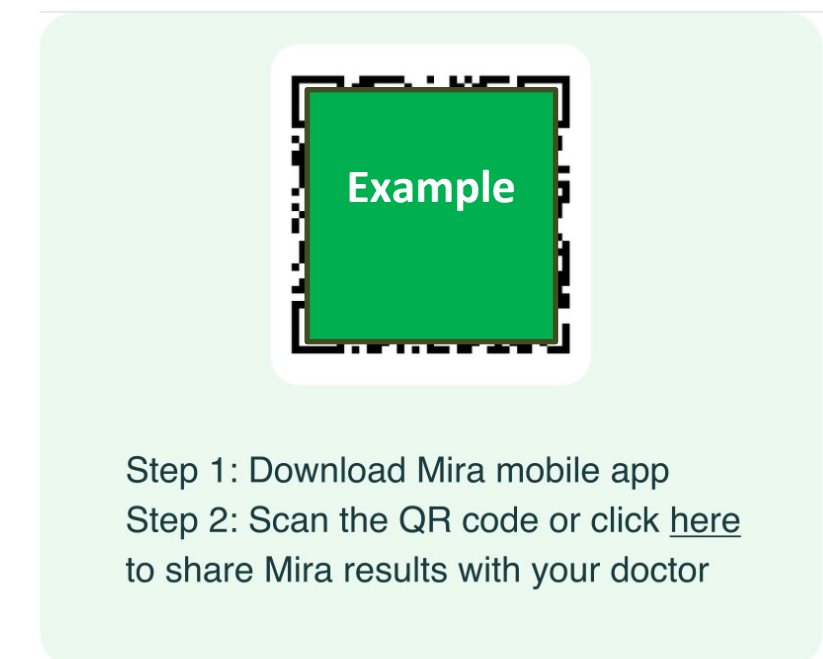 Example
Step 1: Download Mira mobile app
Step 2: Scan the QR code or click here
to share Mira results with your doctor